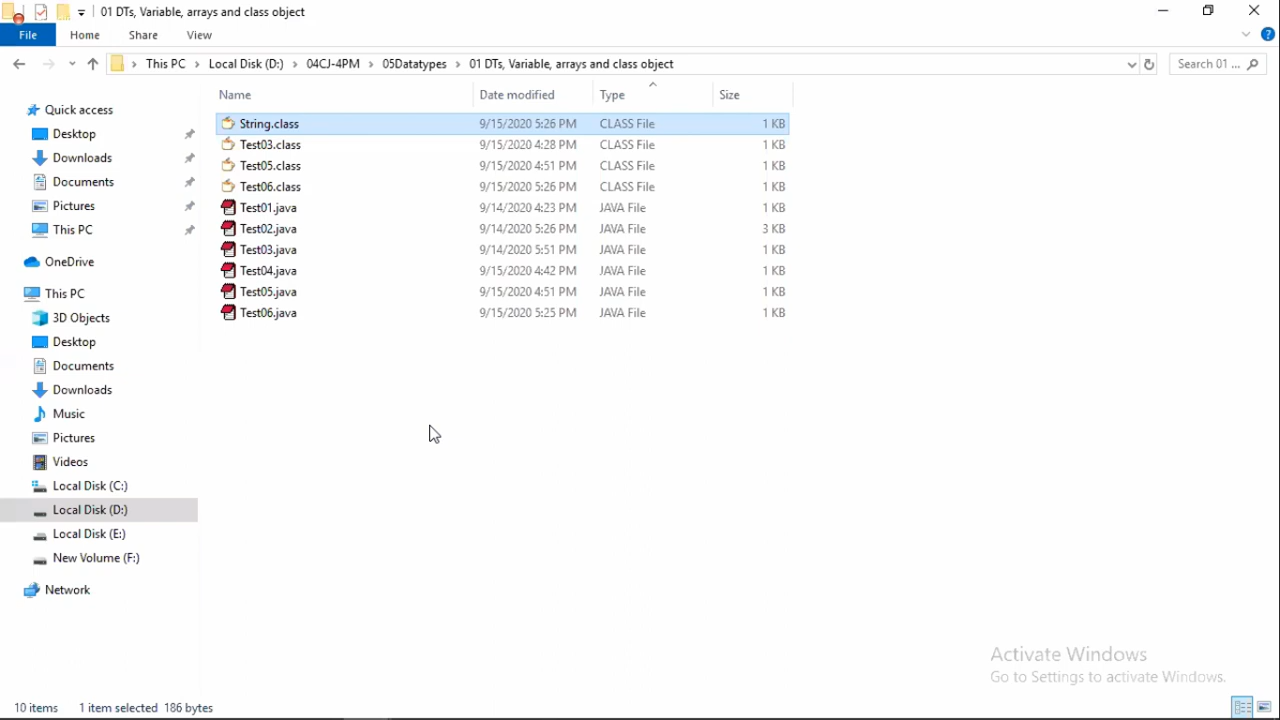 01 DTs, Variable, arrays and class object
File Home Share View
This PC Local Disk (D:) 04CJ-4PM 05Datatypes 01 DTs, Variable, arrays and class object Search 01 ...
Name Date modified Type Size
Quick access
Desktop
Downloads
Documents
Pictures
This PC
OneDrive
This PC
3D Objects
Desktop
Documents
Downloads
Music
Pictures
Videos
Local Disk (C:)
Local Disk (D:)
Local Disk (E:)
New Volume (F:)
Network
String.class 9/15/2020 5:26 PM CLASS File 1 KB
Test03.class 9/15/2020 4:28 PM CLASS File 1 KB
Test05.class 9/15/2020 4:51 PM CLASS File 1 KB
Test06.class 9/15/2020 5:26 PM CLASS File 1 KB
Test01.java 9/14/2020 4:23 PM JAVA File 1 KB
Test02.java 9/14/2020 5:26 PM JAVA File 3 KB
Test03.java 9/14/2020 5:51 PM JAVA File 1 KB
Test04.java 9/15/2020 4:42 PM JAVA File 1 KB
Test05.java 9/15/2020 4:51 PM JAVA File 1 KB
Test06.java 9/15/2020 5:25 PM JAVA File 1 KB
Activate Windows
Go to Settings to activate Windows.
10 items 1 item selected 186 bytes